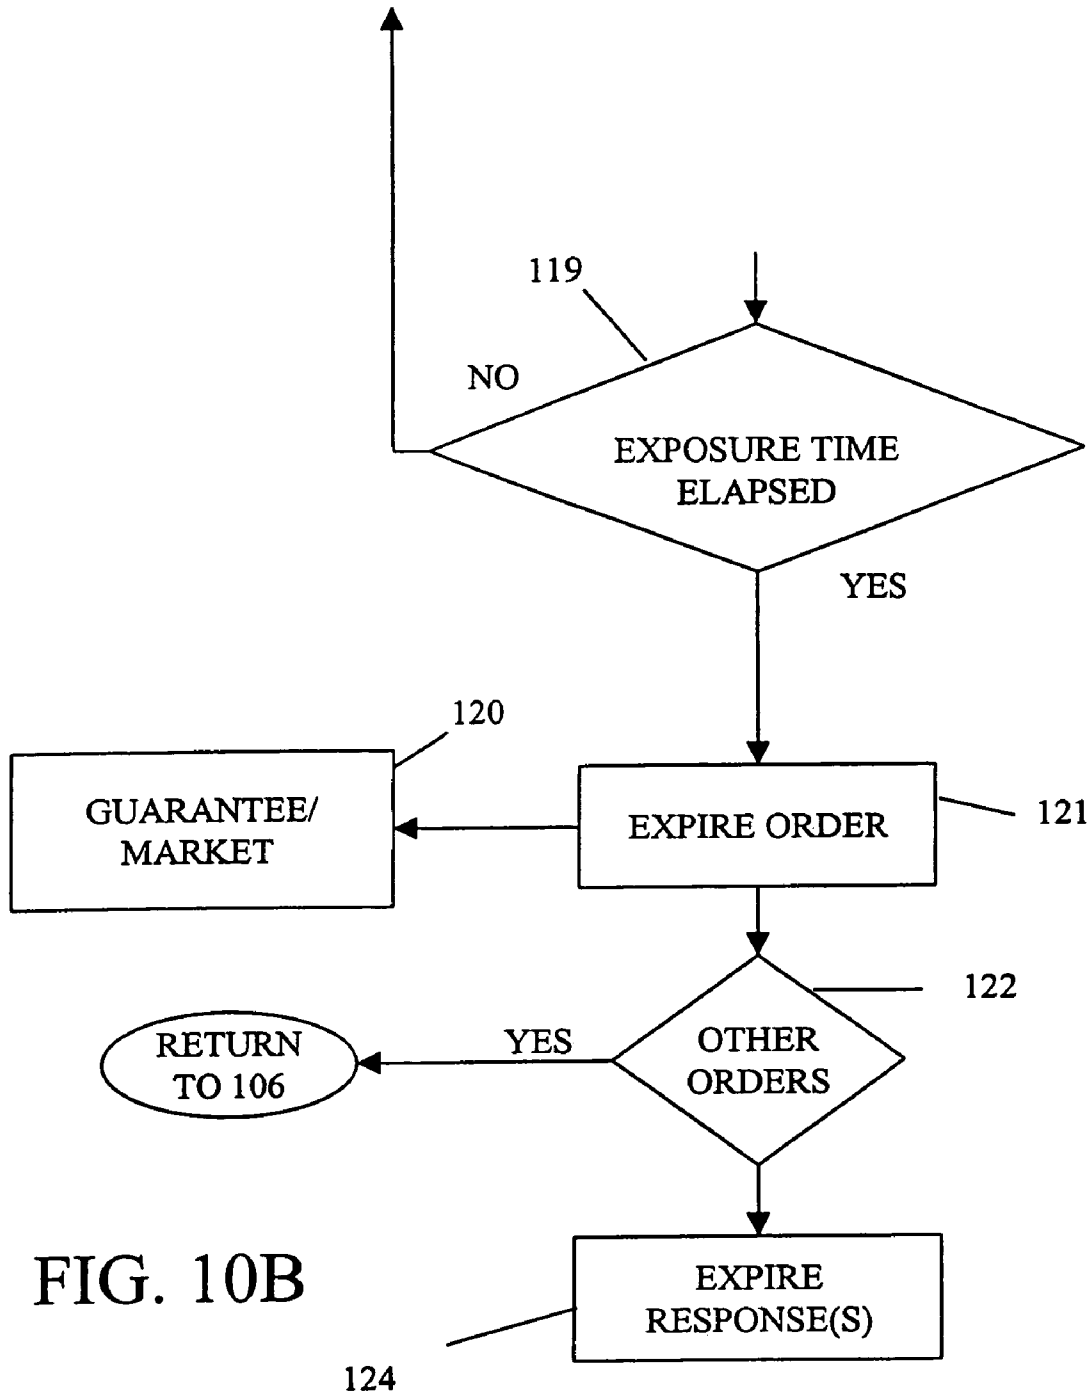 119
NO
EXPOSURE TIME
ELAPSED
YES
120
GUARANTEE/
MARKET
EXPIRE ORDER
121
122
RETURN
TO 106
YES
OTHER
ORDERS
FIG. 10B
EXPIRE
RESPONSE(S)
124